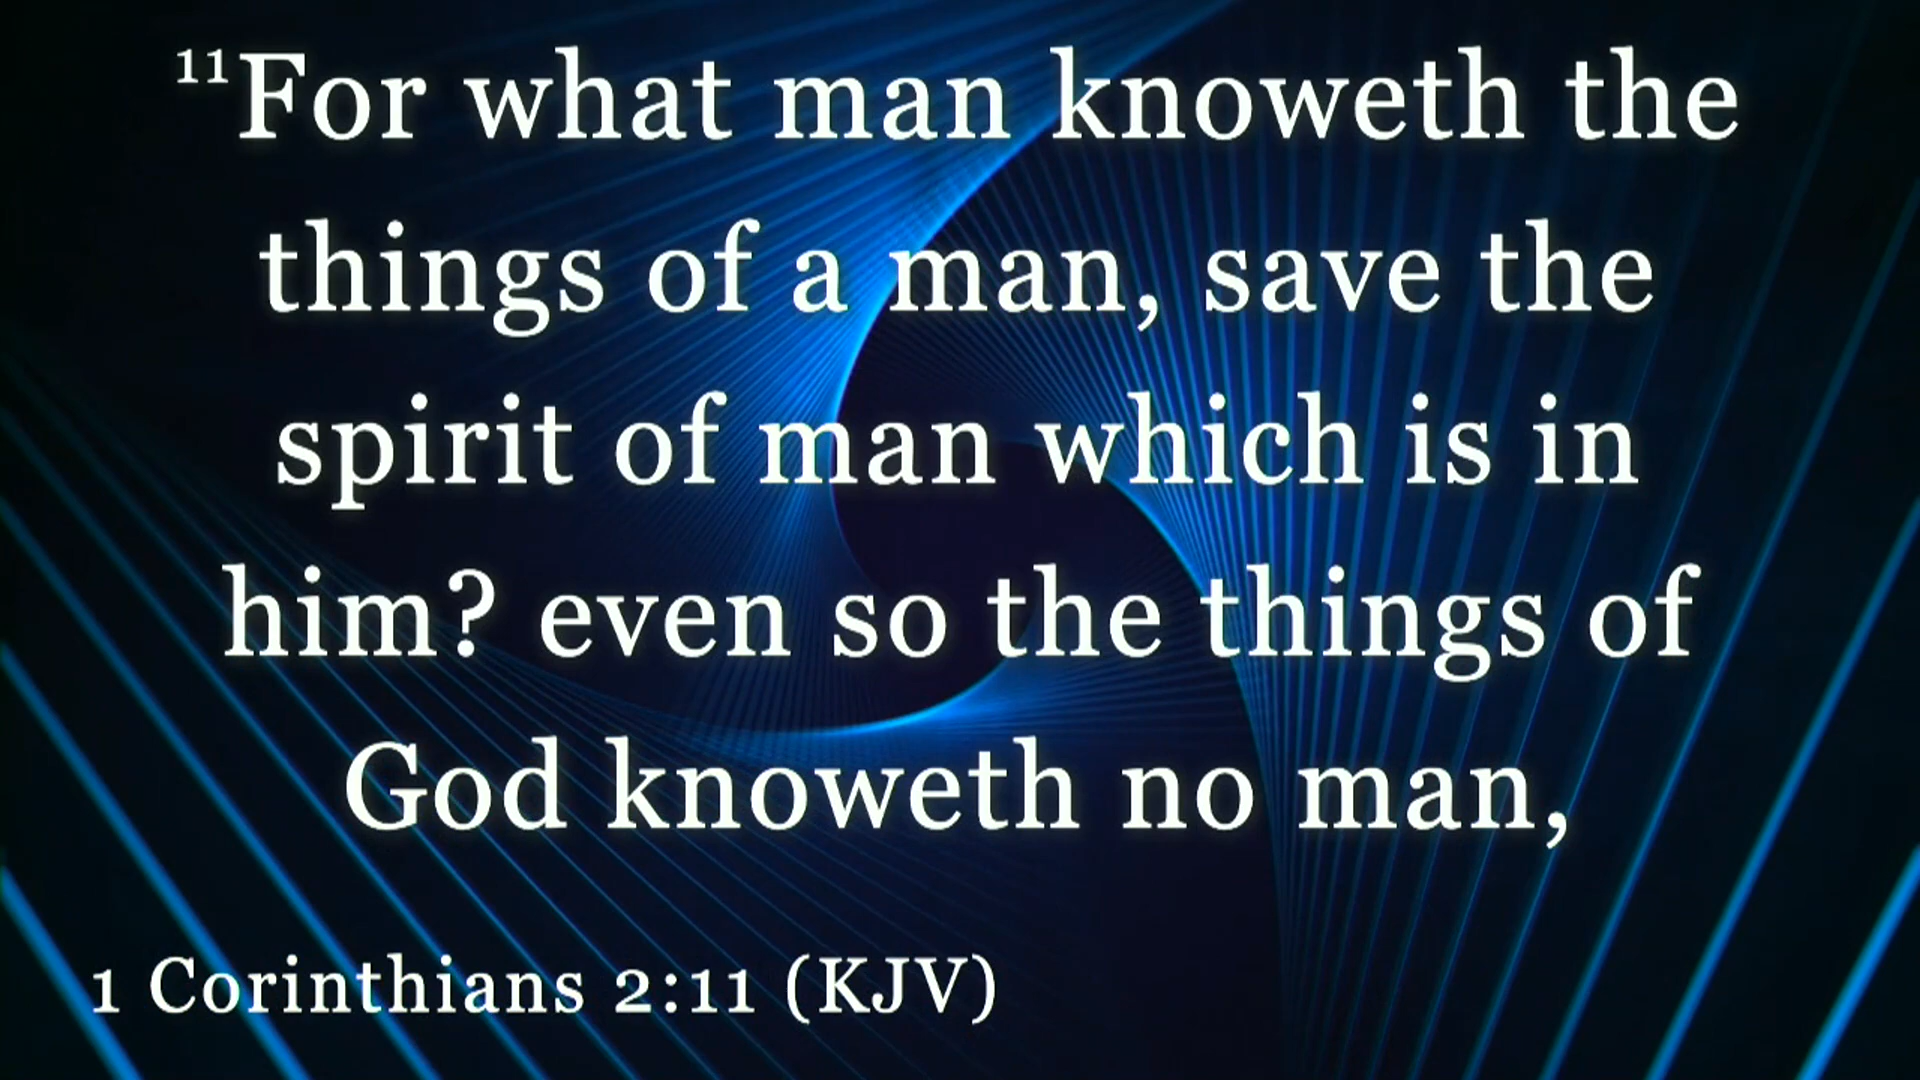 11For what man knoweth the
things of a man, save the
spirit of man which is in
him? even so the things of
God knoweth no man,
1 Corinthians 2:11 (KJV)